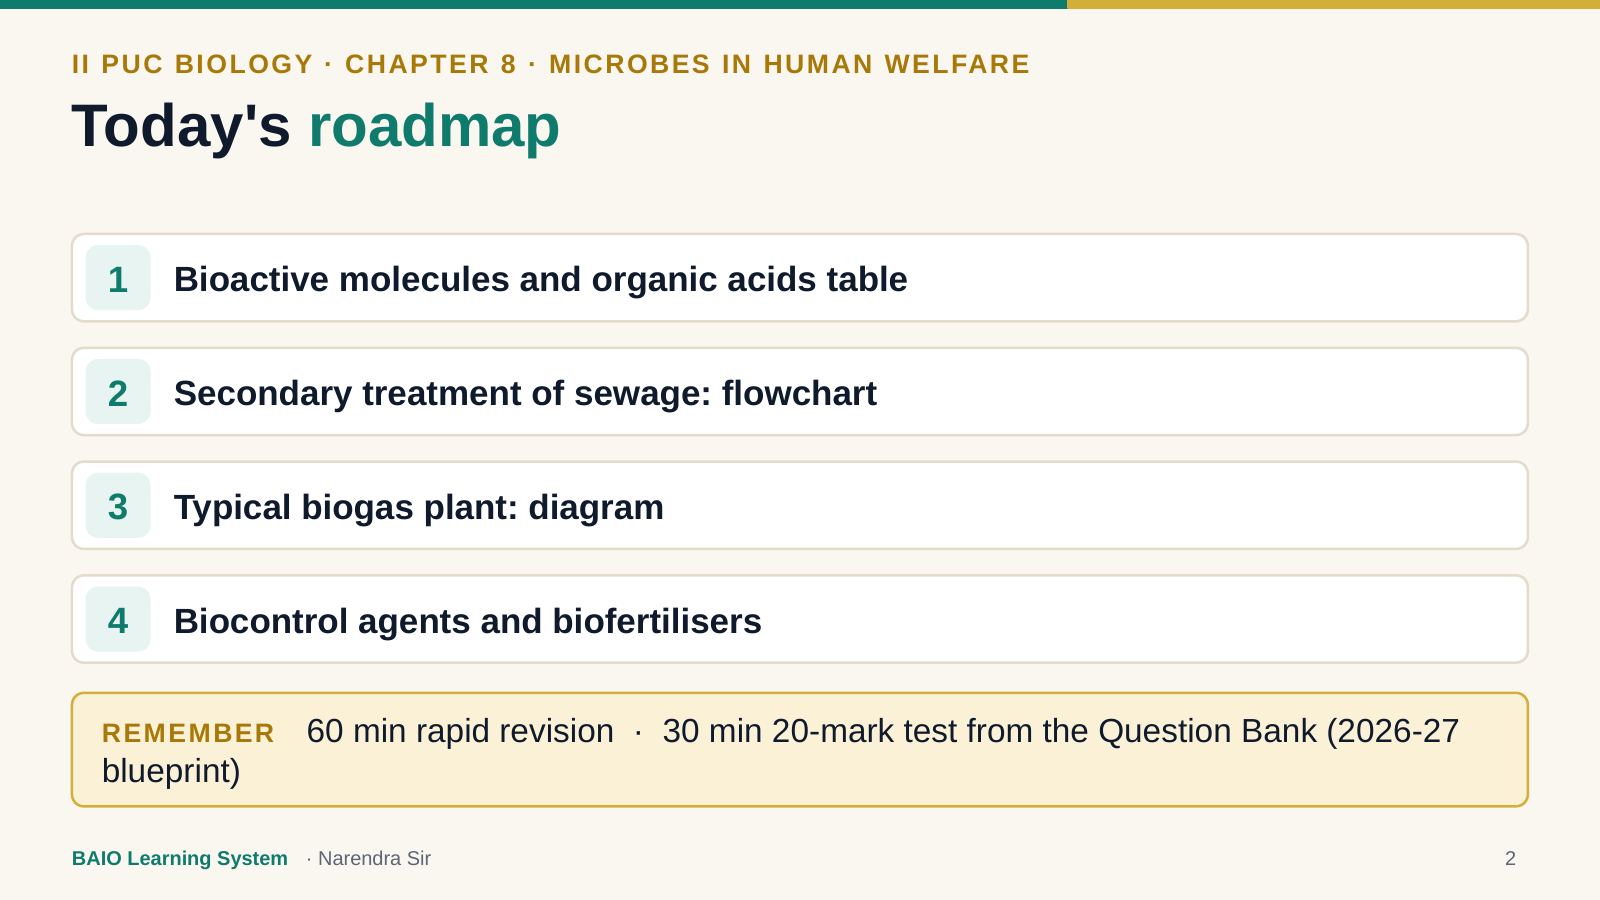 II PUC BIOLOGY · CHAPTER 8 · MICROBES IN HUMAN WELFARE
Today's roadmap
1 Bioactive molecules and organic acids table
2 Secondary treatment of sewage: flowchart
3 Typical biogas plant: diagram
4 Biocontrol agents and biofertilisers
REMEMBER 60 min rapid revision · 30 min 20-mark test from the Question Bank (2026-27
blueprint)
BAIO Learning System · Narendra Sir 2